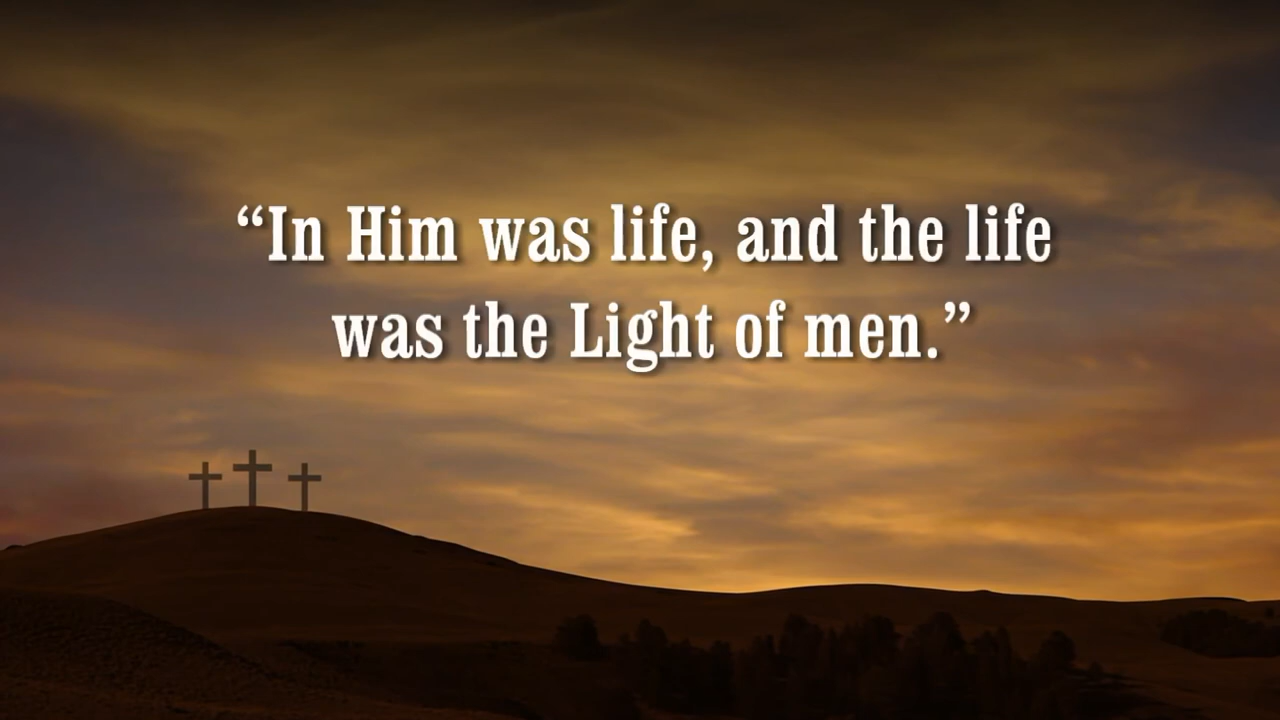 “In Him was life, and the life
was the Light of men.”